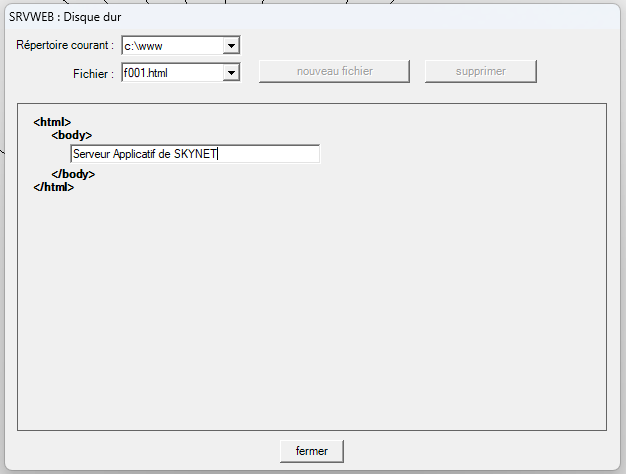 SRVWEB : Disque dur
Répertoire courant : c:\www
Fichier : f001.html nouveau fichier supprimer
<html>
<body>
Serveur Applicatif de SKYNET
</body>
</html>
fermer